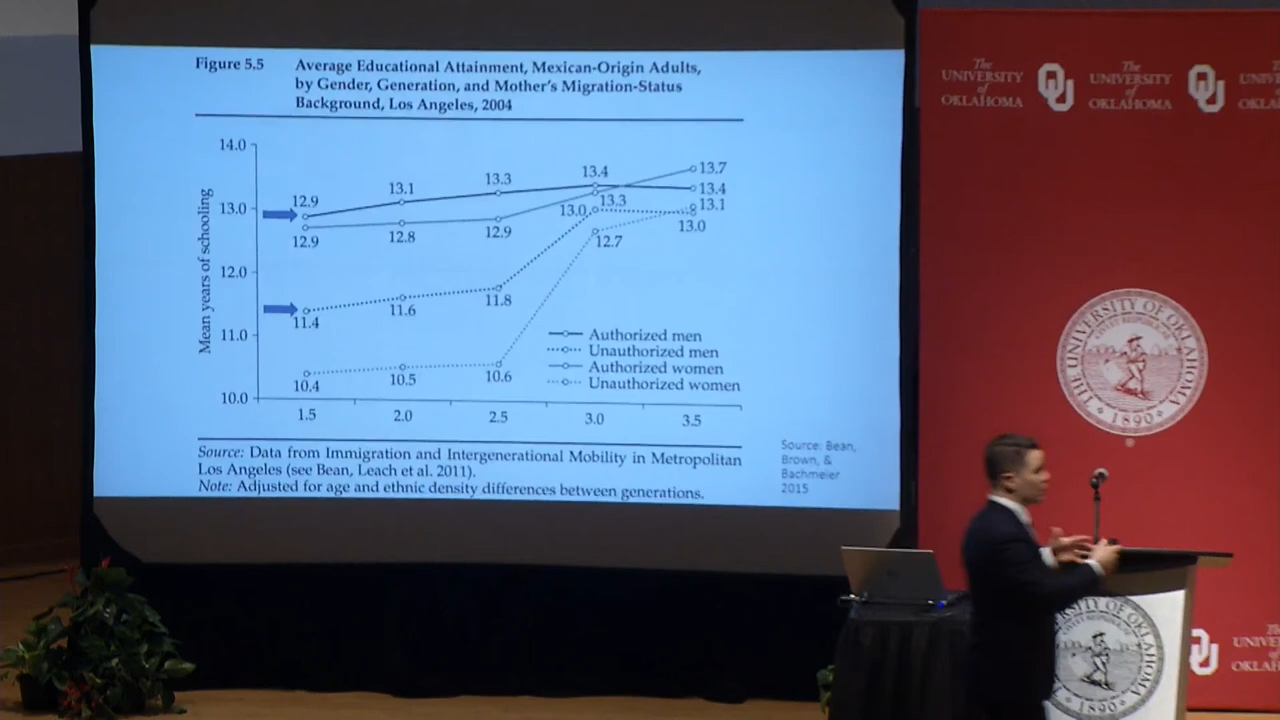 Figure 5.5 Average Educational Attainment, Mexican-Origin Adults,
by Gender, Generation, and Mother's Migration-Status
Background, Los Angeles, 2004
Mean years of schooling
14.0
13.0
12.0
11.0
10.0
12.9
13.1
13.3
13.4
13.4
12.9
12.8
12.9
13.3
13.7
11.4
11.6
11.8
13.0
13.0
10.4
10.5
10.6
12.7
13.1
Authorized men
Unauthorized men
Authorized women
Unauthorized women
1.5 2.0 2.5 3.0 3.5
Source: Data from Immigration and Intergenerational Mobility in Metropolitan
Los Angeles (see Bean, Leach et al. 2011).
Note: Adjusted for age and ethnic density differences between generations.
Source: Bean,
Brown, &
Bachmeier
2015
The
UNIVERSITY
of
OKLAHOMA
OU
The
UNIVERSITY
of
OKLAHOMA
OU
THE UNIVERSITY OF OKLAHOMA
1890
OU